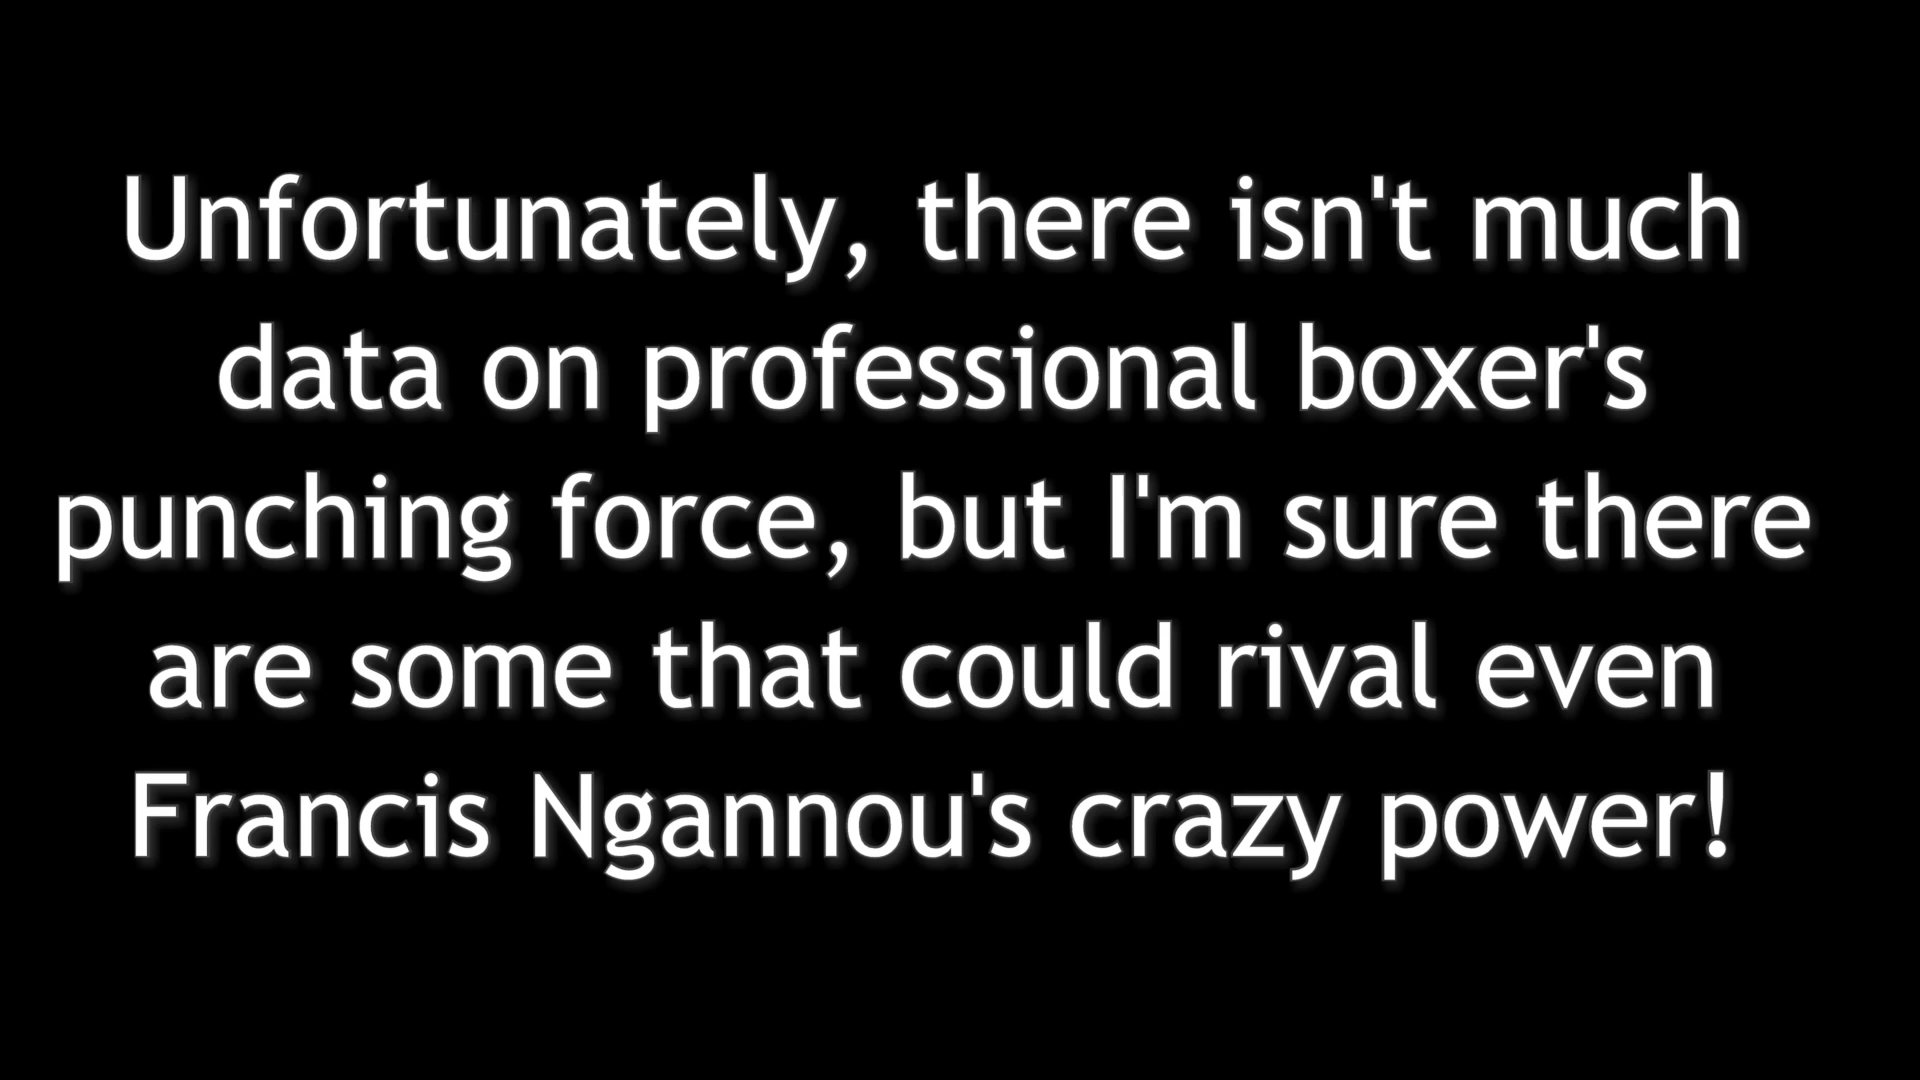 Unfortunately, there isn't much
data on professional boxer's
punching force, but I'm sure there
are some that could rival even
Francis Ngannou's crazy power!